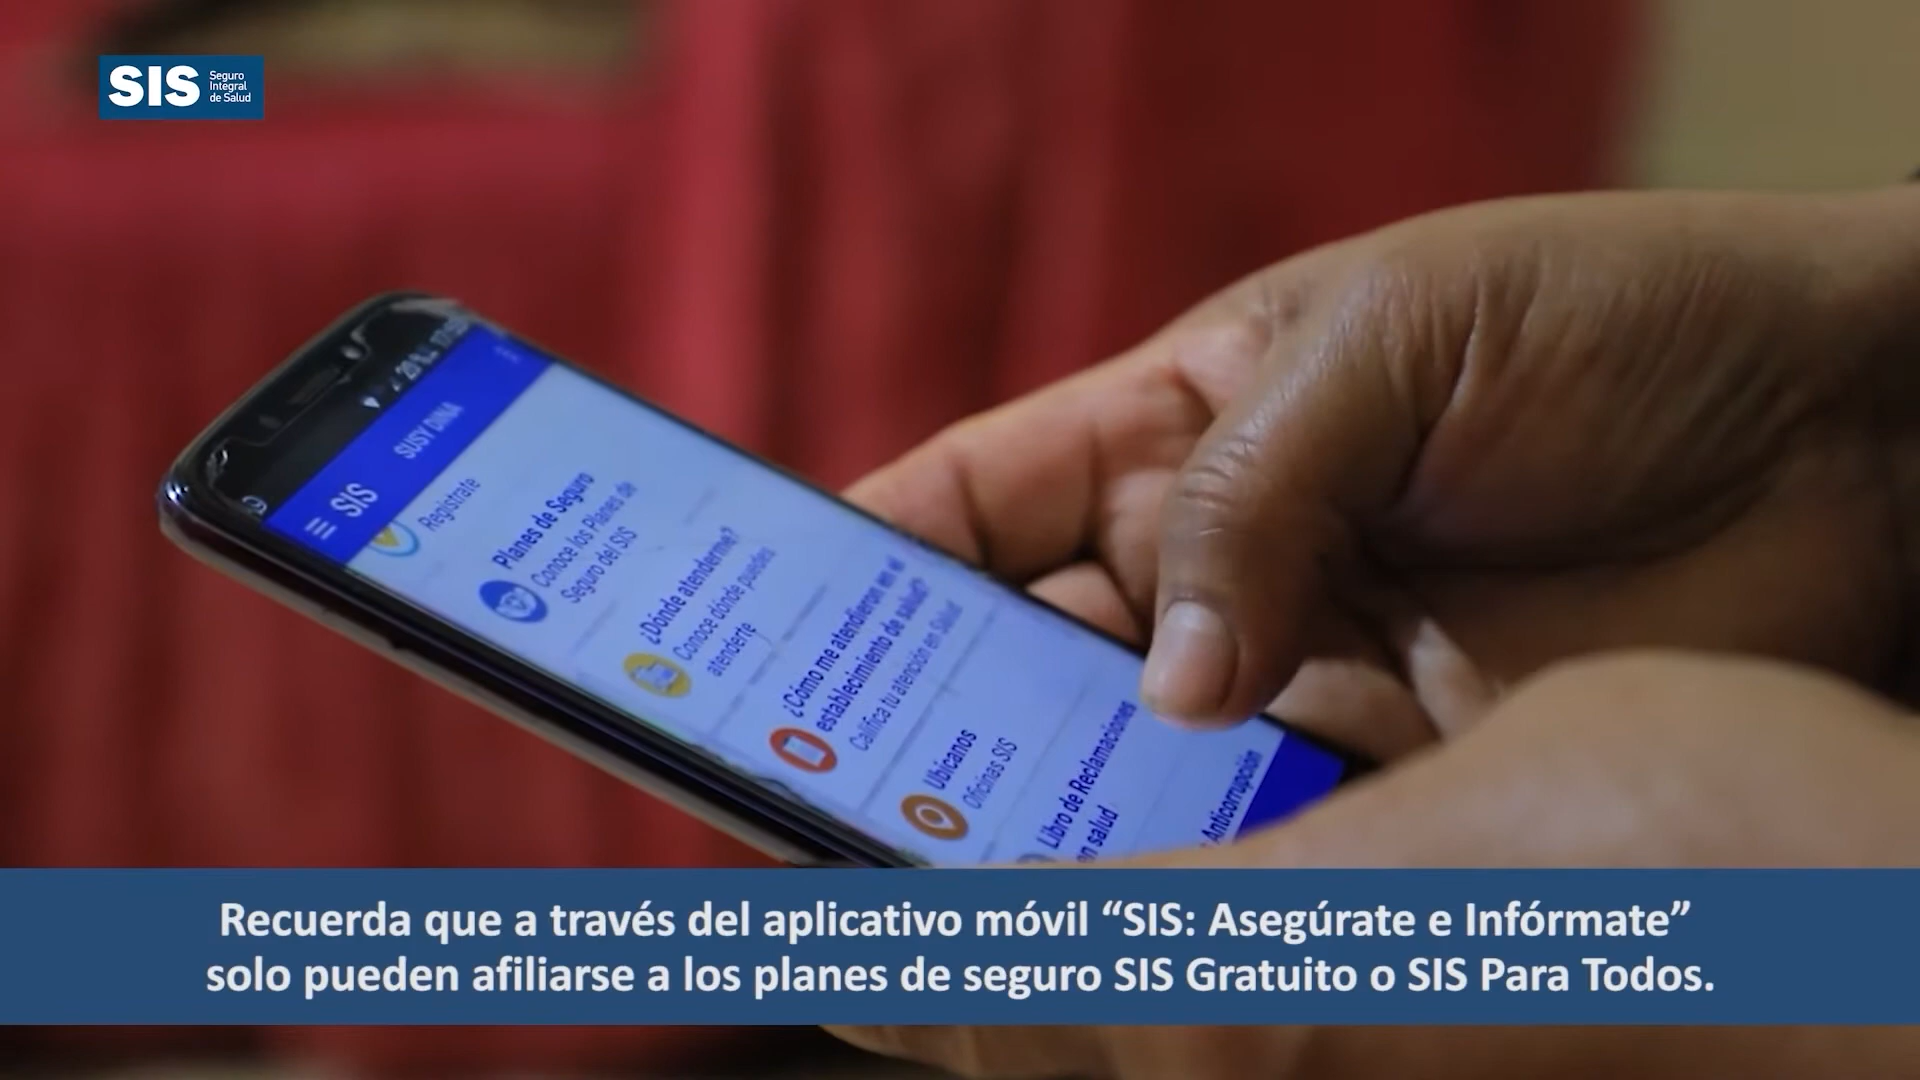 SIS
Seguro
Integral
de Salud
SIS
SUSY DINA
Regístrate
Planes de Seguro
Conoce los Planes de
Seguro del SIS
¿Dónde atenderme?
Conoce dónde puedes
atenderte
¿Cómo me atendieron en el
establecimiento de salud?
Califica tu atención en Salud
Ubícanos
Oficinas SIS
Libro de Reclamaciones
en salud
Anticorrupción
Recuerda que a través del aplicativo móvil “SIS: Asegúrate e Infórmate”
solo pueden afiliarse a los planes de seguro SIS Gratuito o SIS Para Todos.